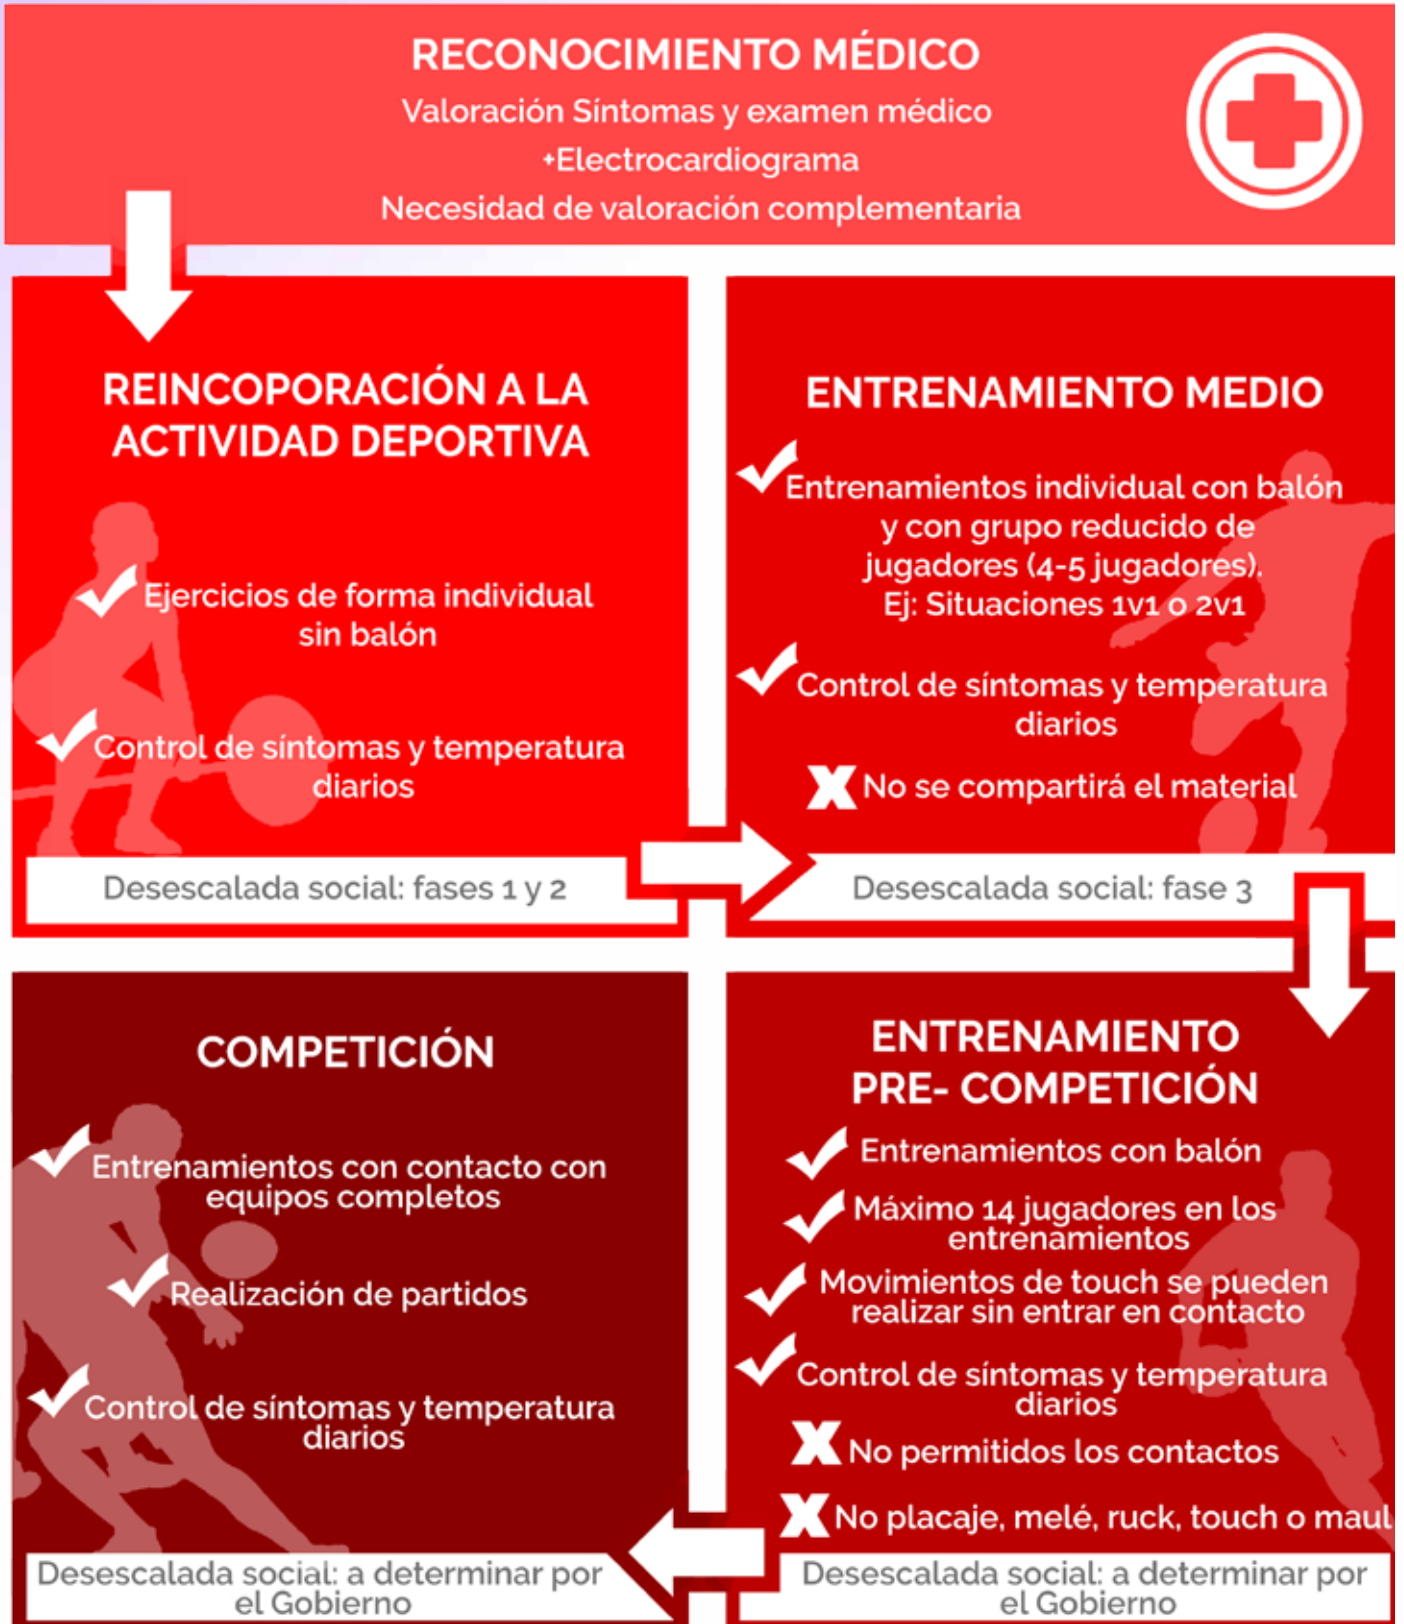 RECONOCIMIENTO MÉDICO
Valoración Síntomas y examen médico
+Electrocardiograma
Necesidad de valoración complementaria
REINCOPORACIÓN A LA
ACTIVIDAD DEPORTIVA
Ejercicios de forma individual
sin balón
Control de síntomas y temperatura
diarios
Desescalada social: fases 1 y 2
ENTRENAMIENTO MEDIO
Entrenamientos individual con balón
y con grupo reducido de
jugadores (4-5 jugadores).
Ej: Situaciones 1v1 o 2v1
Control de síntomas y temperatura
diarios
No se compartirá el material
Desescalada social: fase 3
ENTRENAMIENTO
PRE- COMPETICIÓN
Entrenamientos con balón
Máximo 14 jugadores en los
entrenamientos
Movimientos de touch se pueden
realizar sin entrar en contacto
Control de síntomas y temperatura
diarios
No permitidos los contactos
No placaje, melé, ruck, touch o maul
Desescalada social: a determinar por
el Gobierno
COMPETICIÓN
Entrenamientos con contacto con
equipos completos
Realización de partidos
Control de síntomas y temperatura
diarios
Desescalada social: a determinar por
el Gobierno